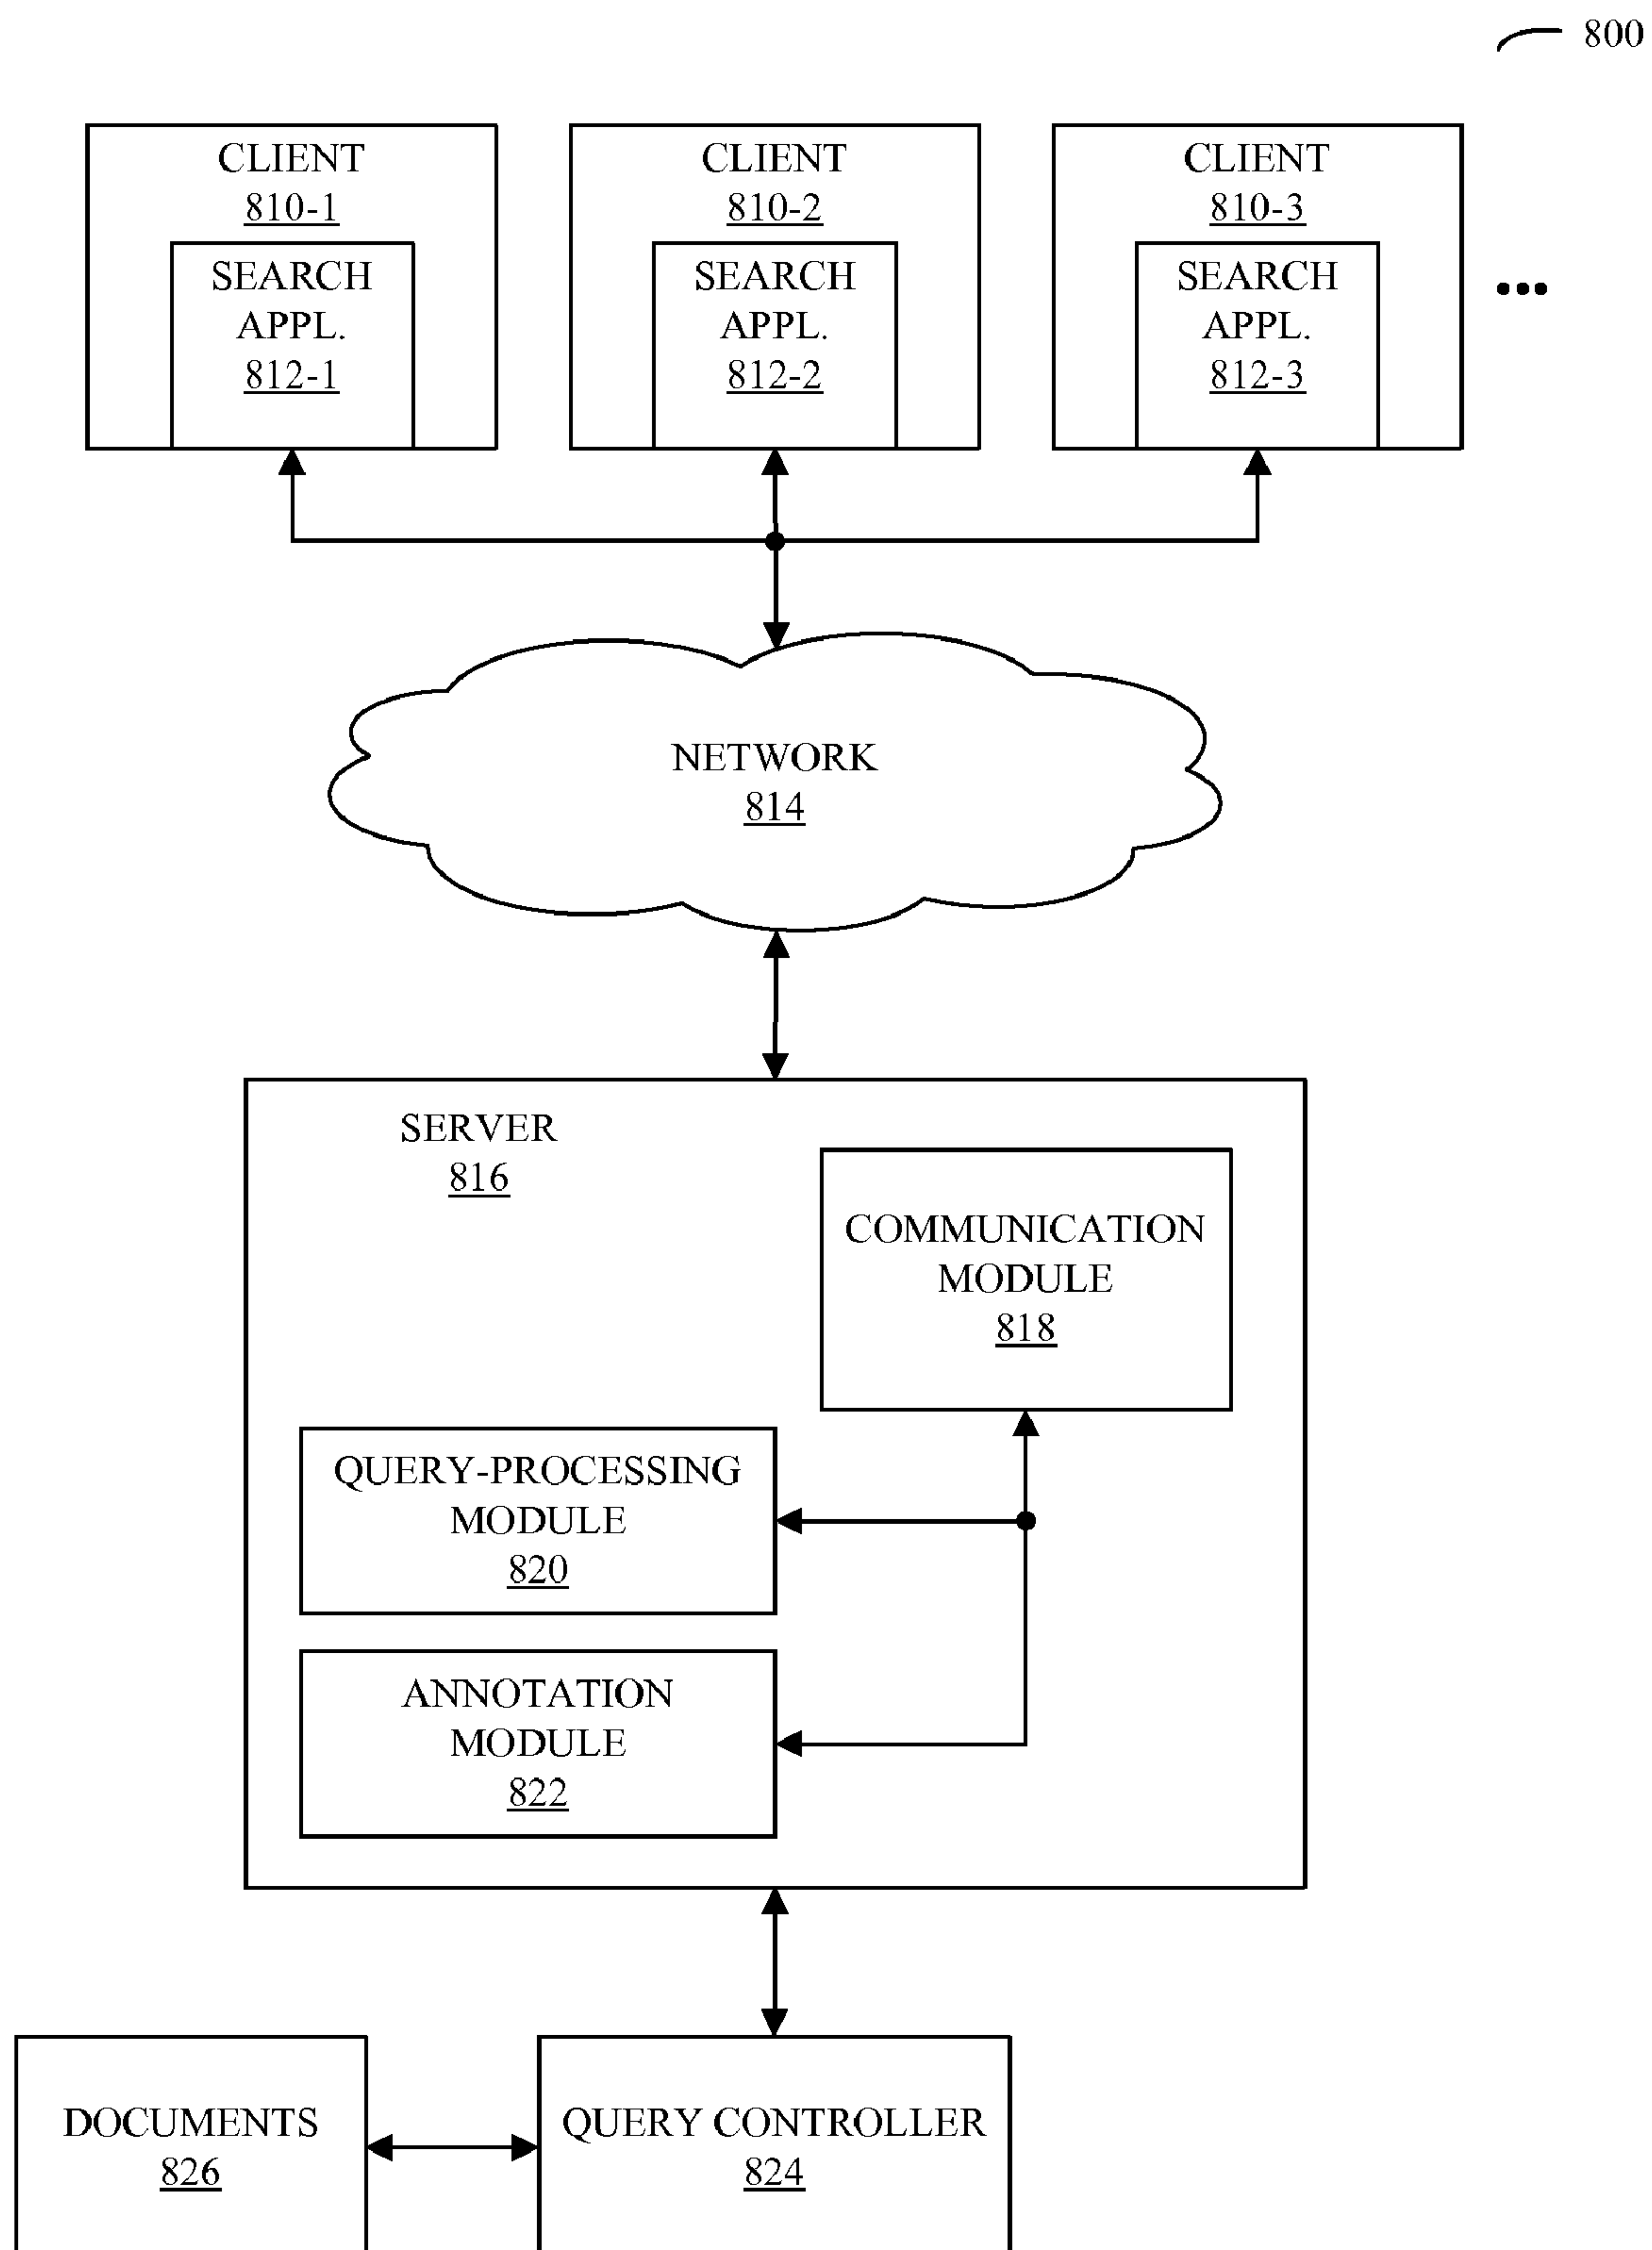 800
CLIENT
810-1
SEARCH
APPL.
812-1
CLIENT
810-2
SEARCH
APPL.
812-2
CLIENT
810-3
SEARCH
APPL.
812-3
...
NETWORK
814
SERVER
816
COMMUNICATION
MODULE
818
QUERY-PROCESSING
MODULE
820
ANNOTATION
MODULE
822
DOCUMENTS
826
QUERY CONTROLLER
824